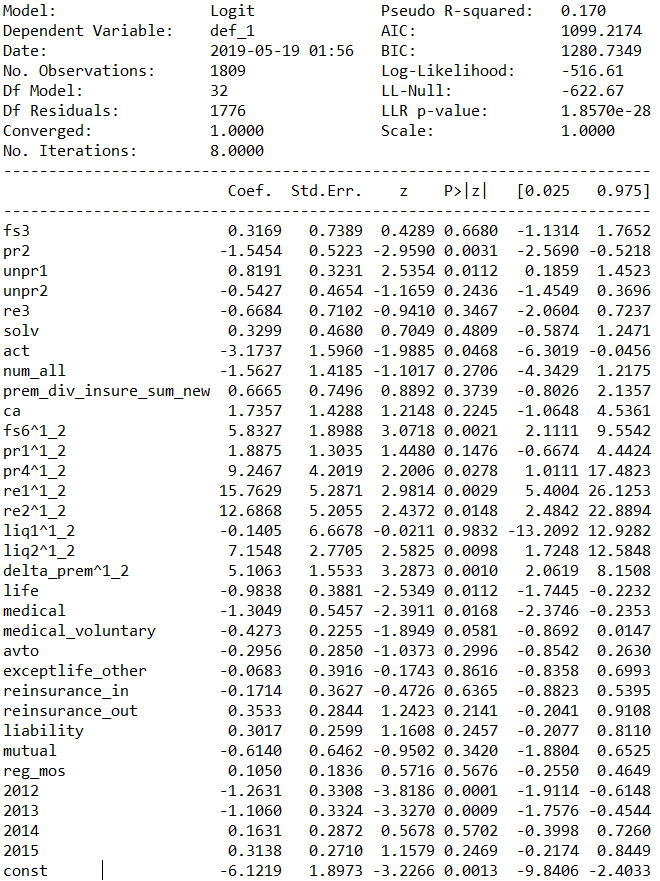 Model: Logit Pseudo R-squared: 0.170
Dependent Variable: def_1 AIC: 1099.2174
Date: 2019-05-19 01:56 BIC: 1280.7349
No. Observations: 1809 Log-Likelihood: -516.61
Df Model: 32 LL-Null: -622.67
Df Residuals: 1776 LLR p-value: 1.8570e-28
Converged: 1.0000 Scale: 1.0000
No. Iterations: 8.0000
Coef. Std.Err. z P>|z| [0.025 0.975]
fs3 0.3169 0.7389 0.4289 0.6680 -1.1314 1.7652
pr2 -1.5454 0.5223 -2.9590 0.0031 -2.5690 -0.5218
unpr1 0.8191 0.3231 2.5354 0.0112 0.1859 1.4523
unpr2 -0.5427 0.4654 -1.1659 0.2436 -1.4549 0.3696
re3 -0.6684 0.7102 -0.9410 0.3467 -2.0604 0.7237
solv 0.3299 0.4680 0.7049 0.4809 -0.5874 1.2471
act -3.1737 1.5960 -1.9885 0.0468 -6.3019 -0.0456
num_all -1.5627 1.4185 -1.1017 0.2706 -4.3429 1.2175
prem_div_insure_sum_new 0.6665 0.7496 0.8892 0.3739 -0.8026 2.1357
ca 1.7357 1.4288 1.2148 0.2245 -1.0648 4.5361
fs6^1_2 5.8327 1.8988 3.0718 0.0021 2.1111 9.5542
pr1^1_2 1.8875 1.3035 1.4480 0.1476 -0.6674 4.4424
pr4^1_2 9.2467 4.2019 2.2006 0.0278 1.0111 17.4823
re1^1_2 15.7629 5.2871 2.9814 0.0029 5.4004 26.1253
re2^1_2 12.6868 5.2055 2.4372 0.0148 2.4842 22.8894
liq1^1_2 -0.1405 6.6678 -0.0211 0.9832 -13.2092 12.9282
liq2^1_2 7.1548 2.7705 2.5825 0.0098 1.7248 12.5848
delta_prem^1_2 5.1063 1.5533 3.2873 0.0010 2.0619 8.1508
life -0.9838 0.3881 -2.5349 0.0112 -1.7445 -0.2232
medical -1.3049 0.5457 -2.3911 0.0168 -2.3746 -0.2353
medical_voluntary -0.4273 0.2255 -1.8949 0.0581 -0.8692 0.0147
avto -0.2956 0.2850 -1.0373 0.2996 -0.8542 0.2630
exceptlife_other -0.0683 0.3916 -0.1743 0.8616 -0.8358 0.6993
reinsurance_in -0.1714 0.3627 -0.4726 0.6365 -0.8823 0.5395
reinsurance_out 0.3533 0.2844 1.2423 0.2141 -0.2041 0.9108
liability 0.3017 0.2599 1.1608 0.2457 -0.2077 0.8110
mutual -0.6140 0.6462 -0.9502 0.3420 -1.8804 0.6525
reg_mos 0.1050 0.1836 0.5716 0.5676 -0.2550 0.4649
2012 -1.2631 0.3308 -3.8186 0.0001 -1.9114 -0.6148
2013 -1.1060 0.3324 -3.3270 0.0009 -1.7576 -0.4544
2014 0.1631 0.2872 0.5678 0.5702 -0.3998 0.7260
2015 0.3138 0.2710 1.1579 0.2469 -0.2174 0.8449
const -6.1219 1.8973 -3.2266 0.0013 -9.8406 -2.4033